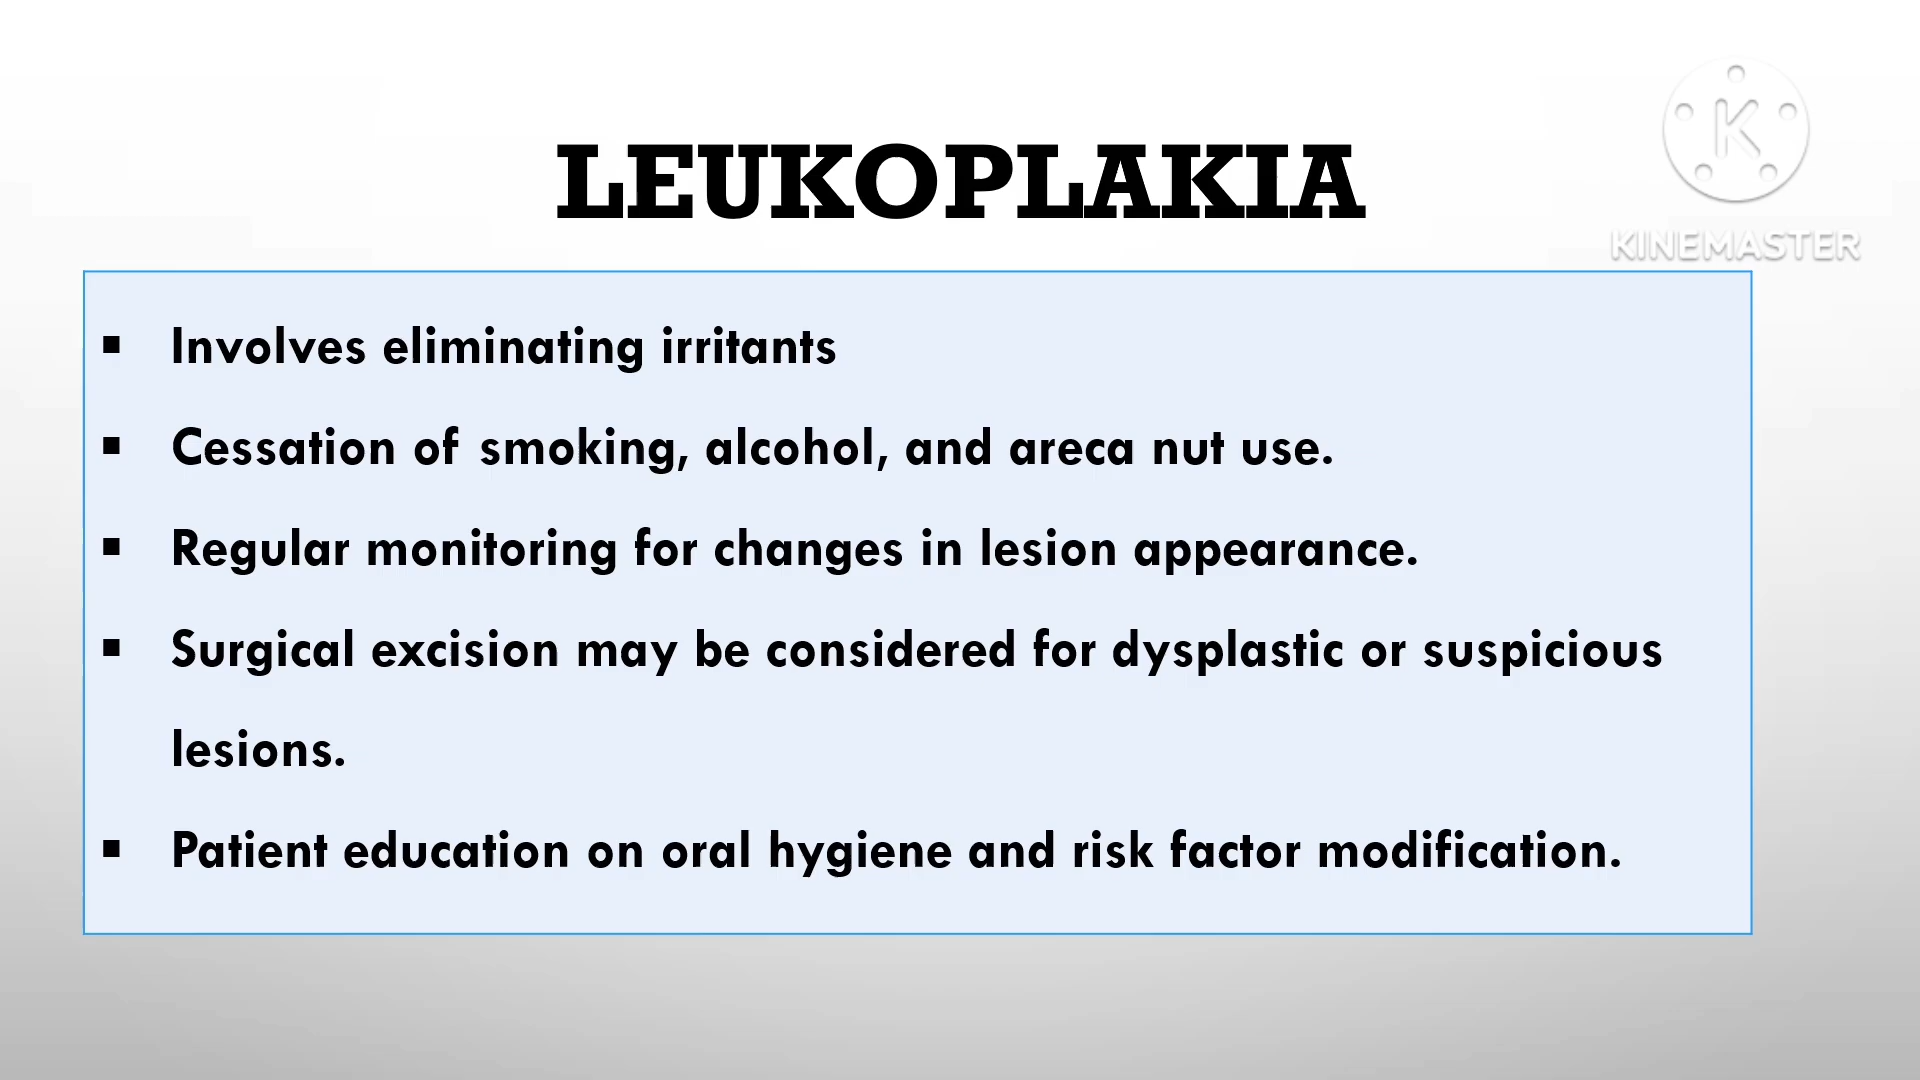 LEUKOPLAKIA
K
KINEMASTER
▪ Involves eliminating irritants
▪ Cessation of smoking, alcohol, and areca nut use.
▪ Regular monitoring for changes in lesion appearance.
▪ Surgical excision may be considered for dysplastic or suspicious
lesions.
▪ Patient education on oral hygiene and risk factor modification.